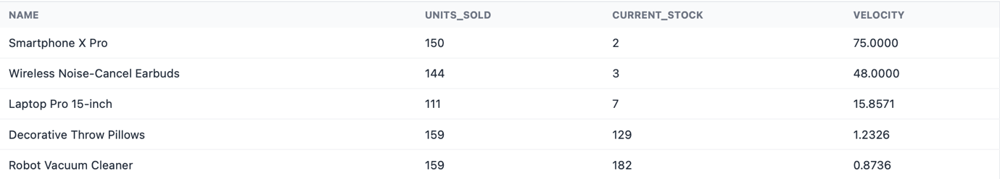 NAME UNITS_SOLD CURRENT_STOCK VELOCITY
Smartphone X Pro 150 2 75.0000
Wireless Noise-Cancel Earbuds 144 3 48.0000
Laptop Pro 15-inch 111 7 15.8571
Decorative Throw Pillows 159 129 1.2326
Robot Vacuum Cleaner 159 182 0.8736